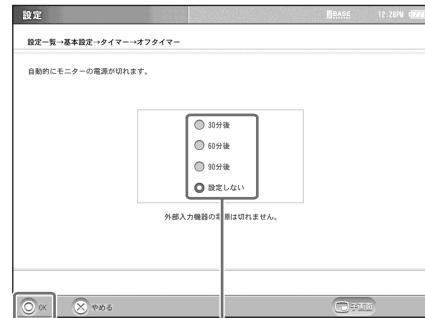 設定
BASE 12:28PM
設定一覧→基本設定→タイマー→オフタイマー
自動的にモニターの電源が切れます。
30分後
60分後
90分後
設定しない
外部入力機器の電源は切れません。
OK やめる 子画面